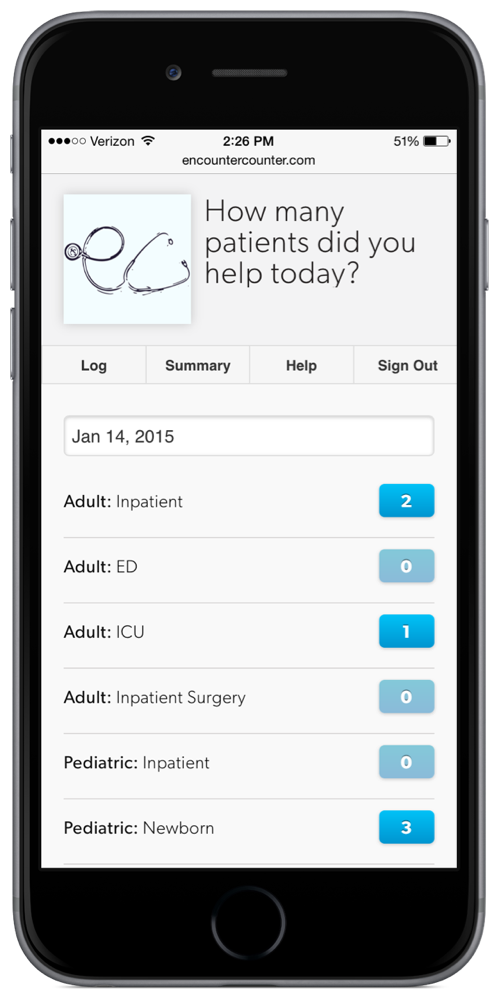 Verizon 2:26 PM 51%
encountercounter.com
ec
How many
patients did you
help today?
Log Summary Help Sign Out
Jan 14, 2015
Adult: Inpatient 2
Adult: ED 0
Adult: ICU 1
Adult: Inpatient Surgery 0
Pediatric: Inpatient 0
Pediatric: Newborn 3